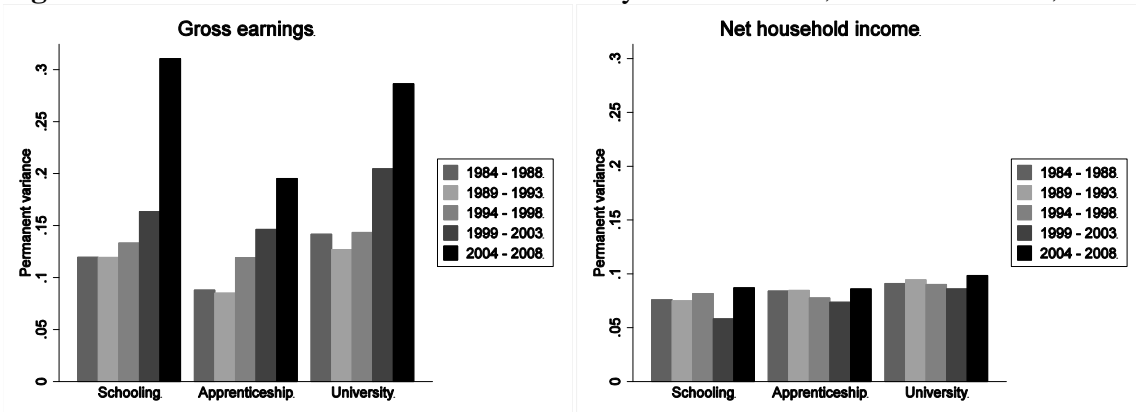 Gross earnings.
Permanent variance
.3
.25
.2
.15
.1
.05
0
Schooling.
Apprenticeship.
University.
1984 - 1988.
1989 - 1993.
1994 - 1998.
1999 - 2003.
2004 - 2008.
Net household income.
Permanent variance
.3
.25
.2
.15
.1
.05
0
Schooling.
Apprenticeship.
University.
1984 - 1988.
1989 - 1993.
1994 - 1998.
1999 - 2003.
2004 - 2008.